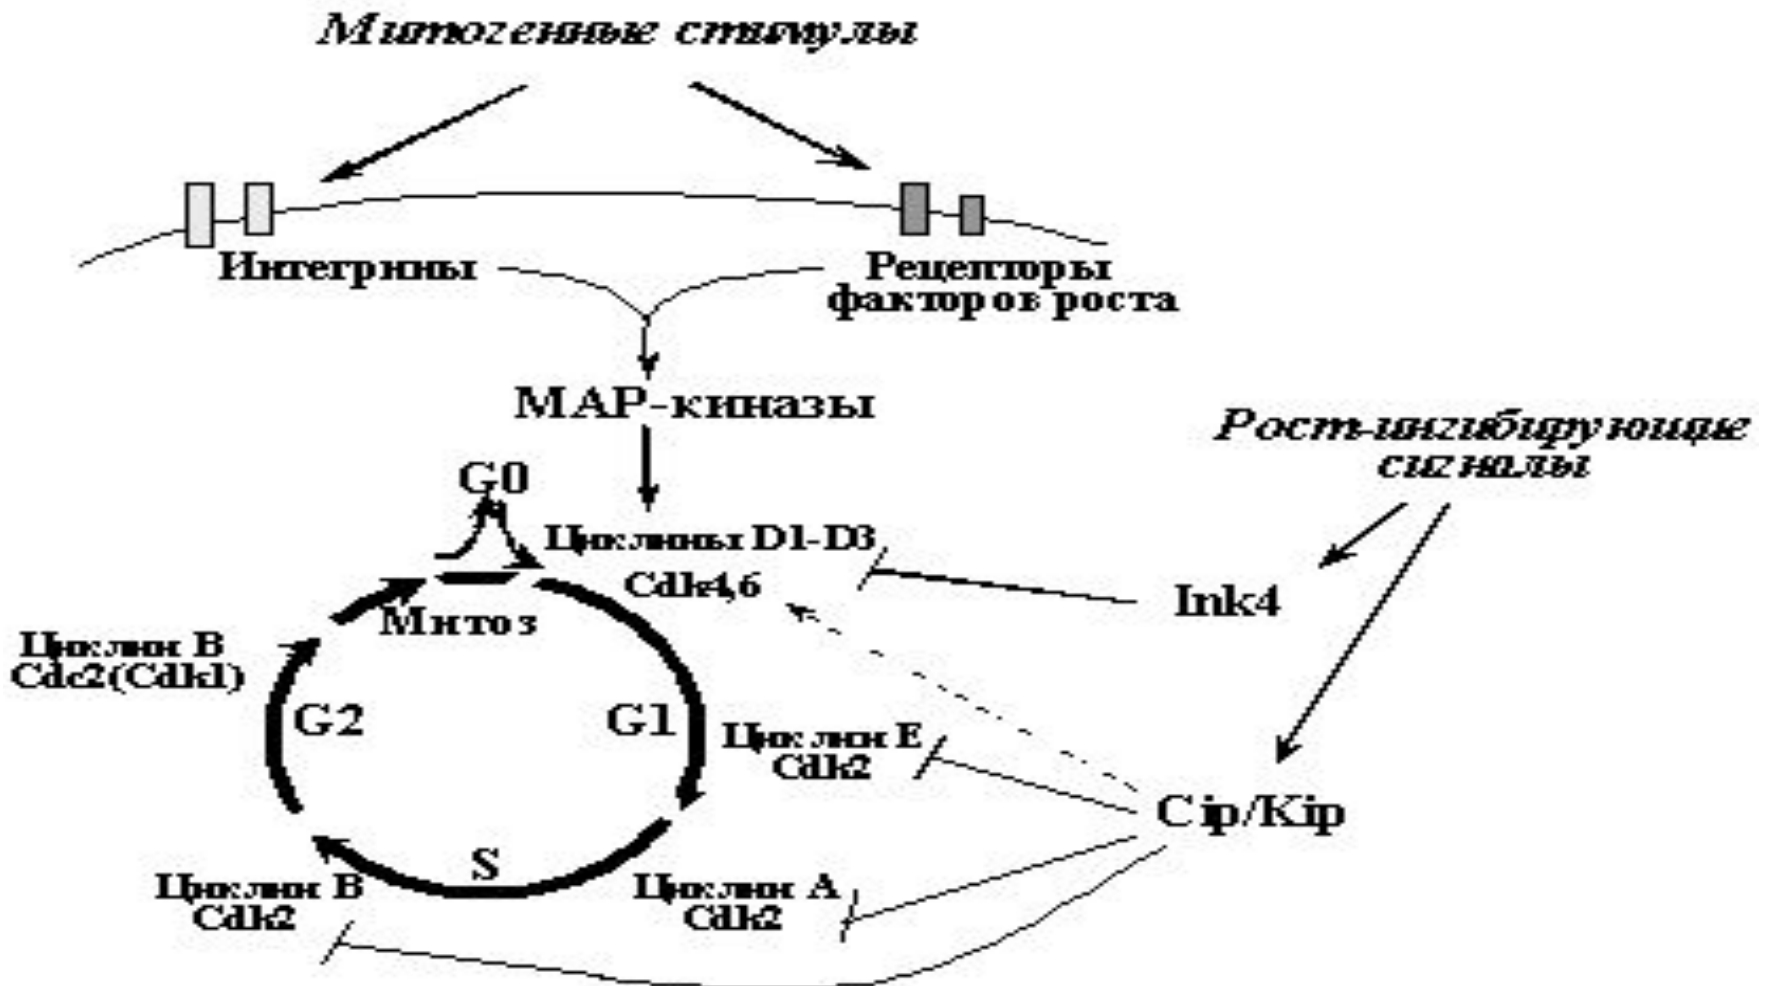 Митогенные стимулы
Интегрины
Рецепторы
факторов роста
МАР-киназы
Рост-ингибирующие
сигналы
G0
Циклины D1-D3
Cdk4,6
Ink4
Митоз
Циклин B
Cdc2(Cdk1)
G2
G1
Циклин E
Cdk2
Cip/Kip
S
Циклин B
Cdk2
Циклин A
Cdk2